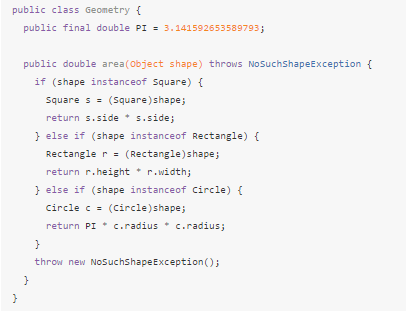 public class Geometry {
  public final double PI = 3.141592653589793;

  public double area(Object shape) throws NoSuchShapeException {
    if (shape instanceof Square) {
      Square s = (Square)shape;
      return s.side * s.side;
    } else if (shape instanceof Rectangle) {
      Rectangle r = (Rectangle)shape;
      return r.height * r.width;
    } else if (shape instanceof Circle) {
      Circle c = (Circle)shape;
      return PI * c.radius * c.radius;
    }
    throw new NoSuchShapeException();
  }
}